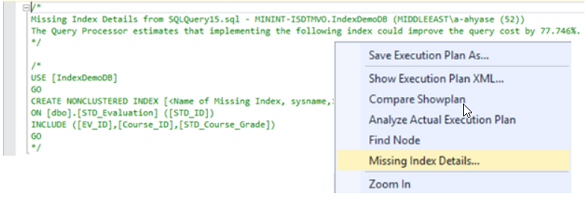 /*
Missing Index Details from SQLQuery15.sql - MININT-ISDTMVO.IndexDemoDB (MIDDLEEAST\a-ahyase (52))
The Query Processor estimates that implementing the following index could improve the query cost by 77.746%.
*/
/*
USE [IndexDemoDB]
GO
CREATE NONCLUSTERED INDEX [<Name of Missing Index, sysname,>
ON [dbo].[STD_Evaluation] ([STD_ID])
INCLUDE ([EV_ID],[Course_ID],[STD_Course_Grade])
GO
*/
Save Execution Plan As...
Show Execution Plan XML...
Compare Showplan
Analyze Actual Execution Plan
Find Node
Missing Index Details...
Zoom In